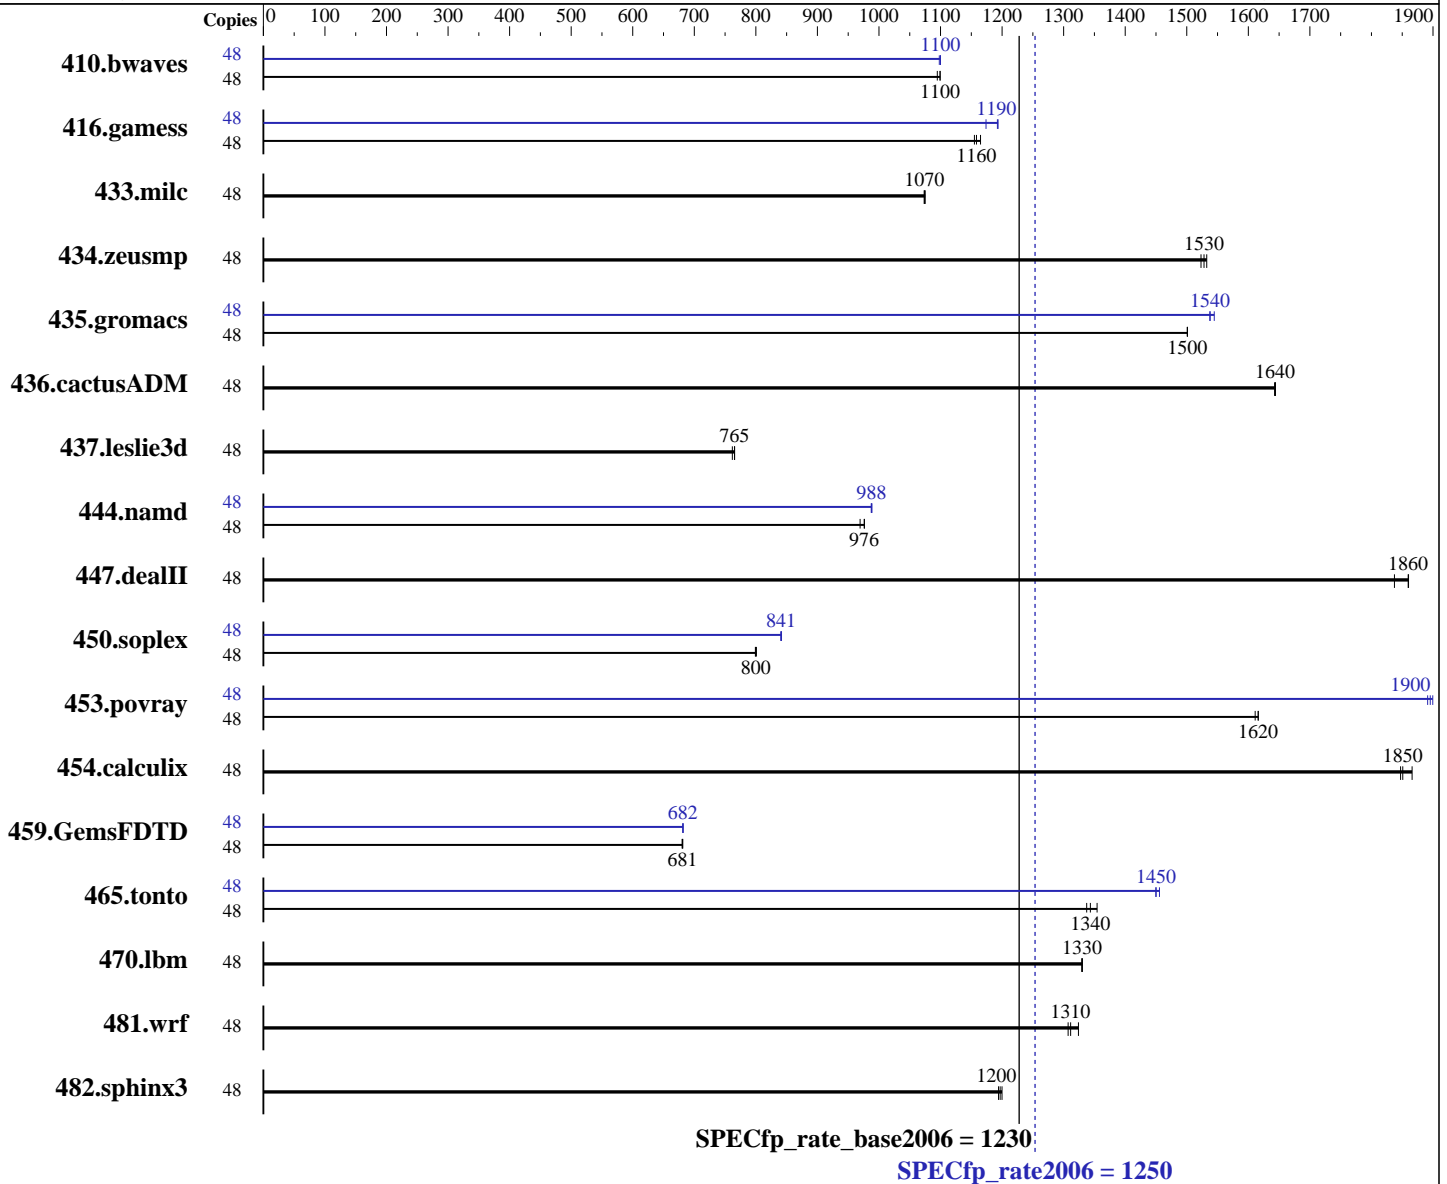 Copies 0 100 200 300 400 500 600 700 800 900 1000 1100 1200 1300 1400 1500 1600 1700 1900
410.bwaves 48 1100
48 1100
416.gamess 48 1190
48 1160
433.milc 48 1070
434.zeusmp 48 1530
435.gromacs 48 1540
48 1500
436.cactusADM 48 1640
437.leslie3d 48 765
444.namd 48 988
48 976
447.dealII 48 1860
450.soplex 48 841
48 800
453.povray 48 1900
48 1620
454.calculix 48 1850
459.GemsFDTD 48 682
48 681
465.tonto 48 1450
48 1340
470.lbm 48 1330
481.wrf 48 1310
482.sphinx3 48 1200
SPECfp_rate_base2006 = 1230
SPECfp_rate2006 = 1250